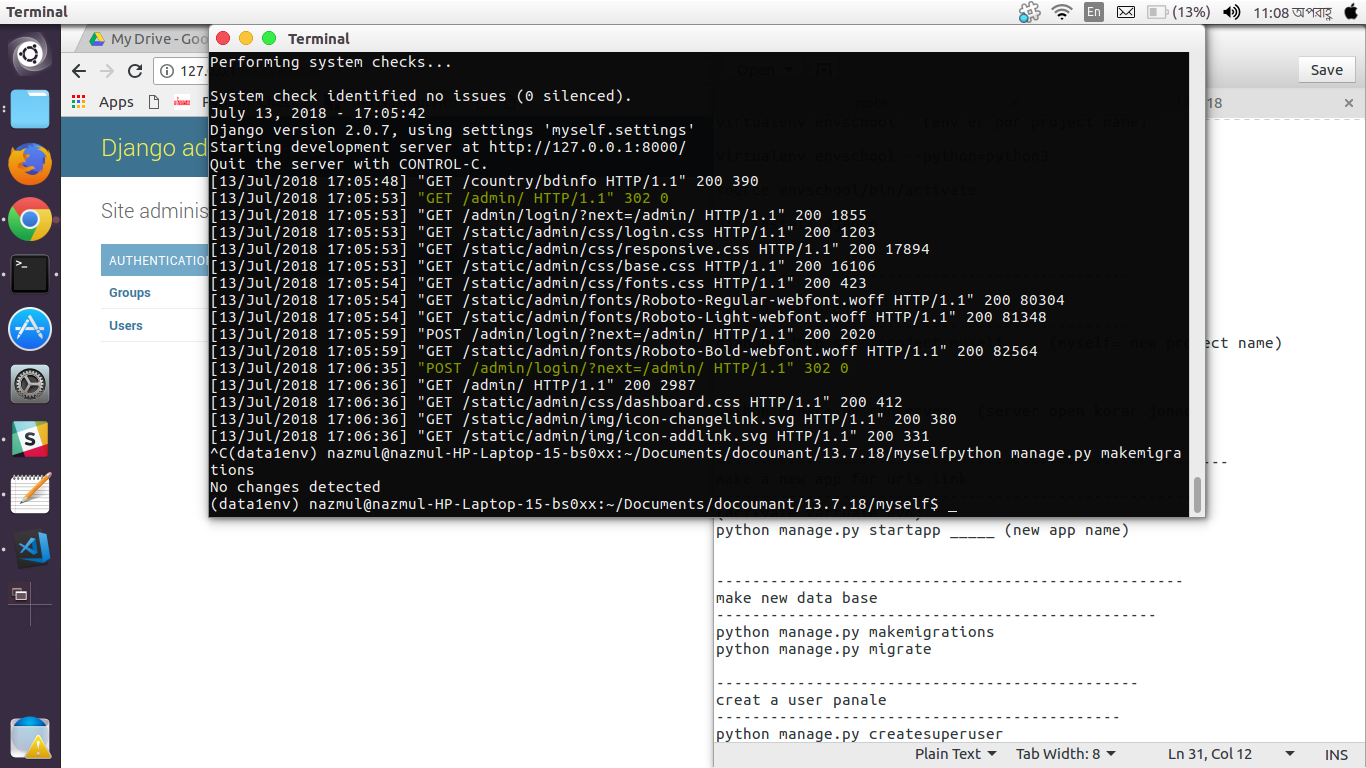 Terminal
En
(13%)
11:08 অপরাহ্ণ
My Drive - Goo
127.
Apps
Django ad
Site adminis
AUTHENTICATION
Groups
Users
Terminal
Performing system checks...
System check identified no issues (0 silenced).
July 13, 2018 - 17:05:42
Django version 2.0.7, using settings 'myself.settings'
Starting development server at http://127.0.0.1:8000/
Quit the server with CONTROL-C.
[13/Jul/2018 17:05:48] "GET /country/bdinfo HTTP/1.1" 200 390
[13/Jul/2018 17:05:53] "GET /admin/ HTTP/1.1" 302 0
[13/Jul/2018 17:05:53] "GET /admin/login/?next=/admin/ HTTP/1.1" 200 1855
[13/Jul/2018 17:05:53] "GET /static/admin/css/login.css HTTP/1.1" 200 1203
[13/Jul/2018 17:05:53] "GET /static/admin/css/responsive.css HTTP/1.1" 200 17894
[13/Jul/2018 17:05:53] "GET /static/admin/css/base.css HTTP/1.1" 200 16106
[13/Jul/2018 17:05:54] "GET /static/admin/css/fonts.css HTTP/1.1" 200 423
[13/Jul/2018 17:05:54] "GET /static/admin/fonts/Roboto-Regular-webfont.woff HTTP/1.1" 200 80304
[13/Jul/2018 17:05:54] "GET /static/admin/fonts/Roboto-Light-webfont.woff HTTP/1.1" 200 81348
[13/Jul/2018 17:05:59] "POST /admin/login/?next=/admin/ HTTP/1.1" 200 2020
[13/Jul/2018 17:05:59] "GET /static/admin/fonts/Roboto-Bold-webfont.woff HTTP/1.1" 200 82564
[13/Jul/2018 17:06:35] "POST /admin/login/?next=/admin/ HTTP/1.1" 302 0
[13/Jul/2018 17:06:36] "GET /admin/ HTTP/1.1" 200 2987
[13/Jul/2018 17:06:36] "GET /static/admin/css/dashboard.css HTTP/1.1" 200 412
[13/Jul/2018 17:06:36] "GET /static/admin/img/icon-changelink.svg HTTP/1.1" 200 380
[13/Jul/2018 17:06:36] "GET /static/admin/img/icon-addlink.svg HTTP/1.1" 200 331
^C(data1env) nazmul@nazmul-HP-Laptop-15-bs0xx:~/Documents/docoumant/13.7.18/myselfpython manage.py makemigra
tions
No changes detected
(data1env) nazmul@nazmul-HP-Laptop-15-bs0xx:~/Documents/docoumant/13.7.18/myself$ _
Open
Save
18
ect name)
python manage.py startapp _____ (new app name)
----------------------------------------------------
make new data base
-------------------------------------------------
python manage.py makemigrations
python manage.py migrate
-----------------------------------------------
creat a user panale
---------------------------------------------
python manage.py createsuperuser
Plain Text
Tab Width: 8
Ln 31, Col 12
INS